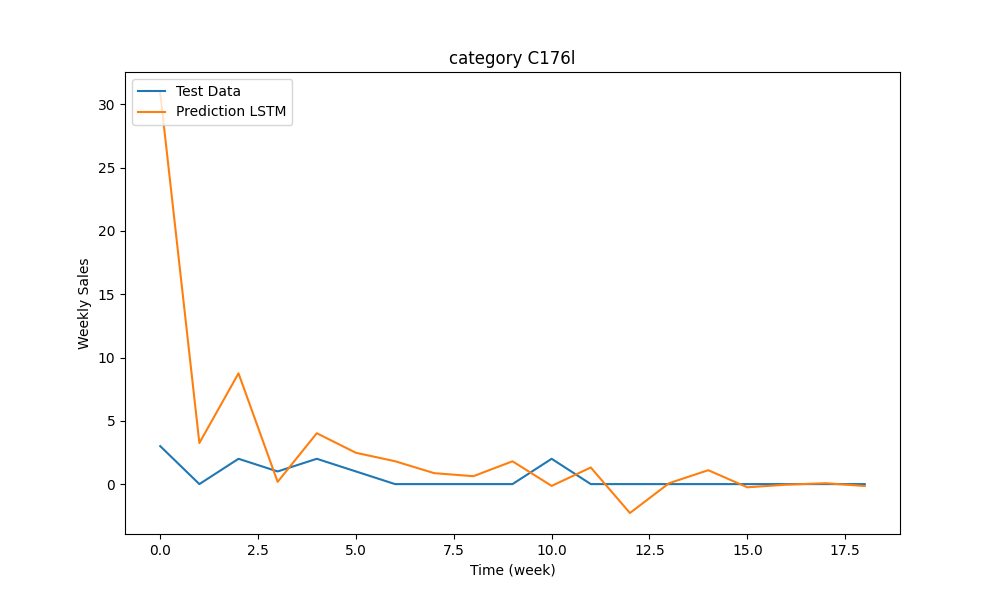 category C176l
Test Data
Prediction LSTM
Weekly Sales
30
25
20
15
10
5
0
0.0 2.5 5.0 7.5 10.0 12.5 15.0 17.5
Time (week)